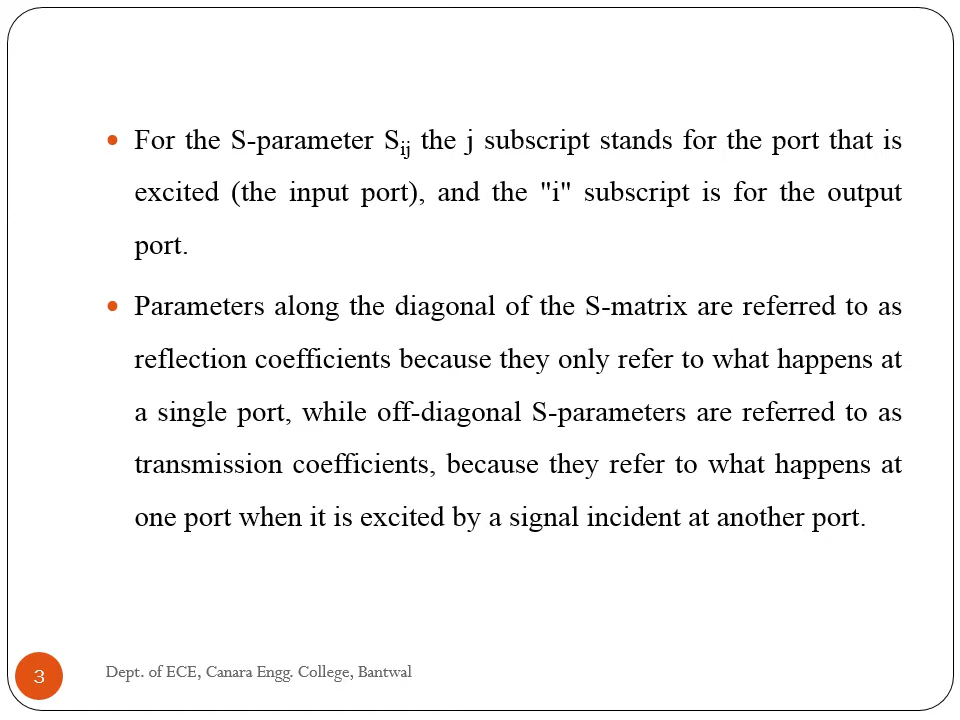 For the S-parameter Sij the j subscript stands for the port that is
excited (the input port), and the "i" subscript is for the output
port.
Parameters along the diagonal of the S-matrix are referred to as
reflection coefficients because they only refer to what happens at
a single port, while off-diagonal S-parameters are referred to as
transmission coefficients, because they refer to what happens at
one port when it is excited by a signal incident at another port.
3
Dept. of ECE, Canara Engg. College, Bantwal